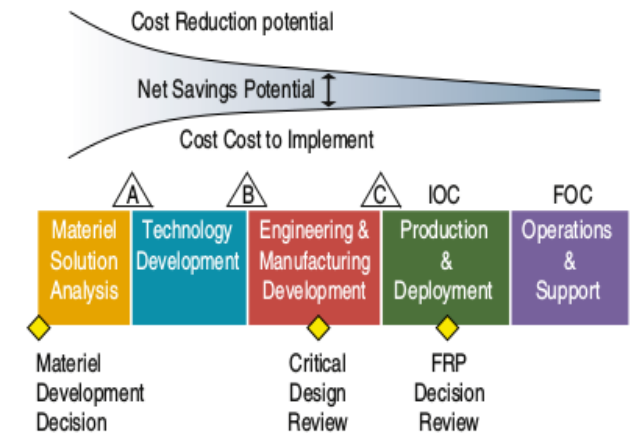 Cost Reduction potential
Net Savings Potential
Cost Cost to Implement
A
B
C
IOC
FOC
Materiel
Solution
Analysis
Technology
Development
Engineering &
Manufacturing
Development
Production
&
Deployment
Operations
&
Support
Materiel
Development
Decision
Critical
Design
Review
FRP
Decision
Review